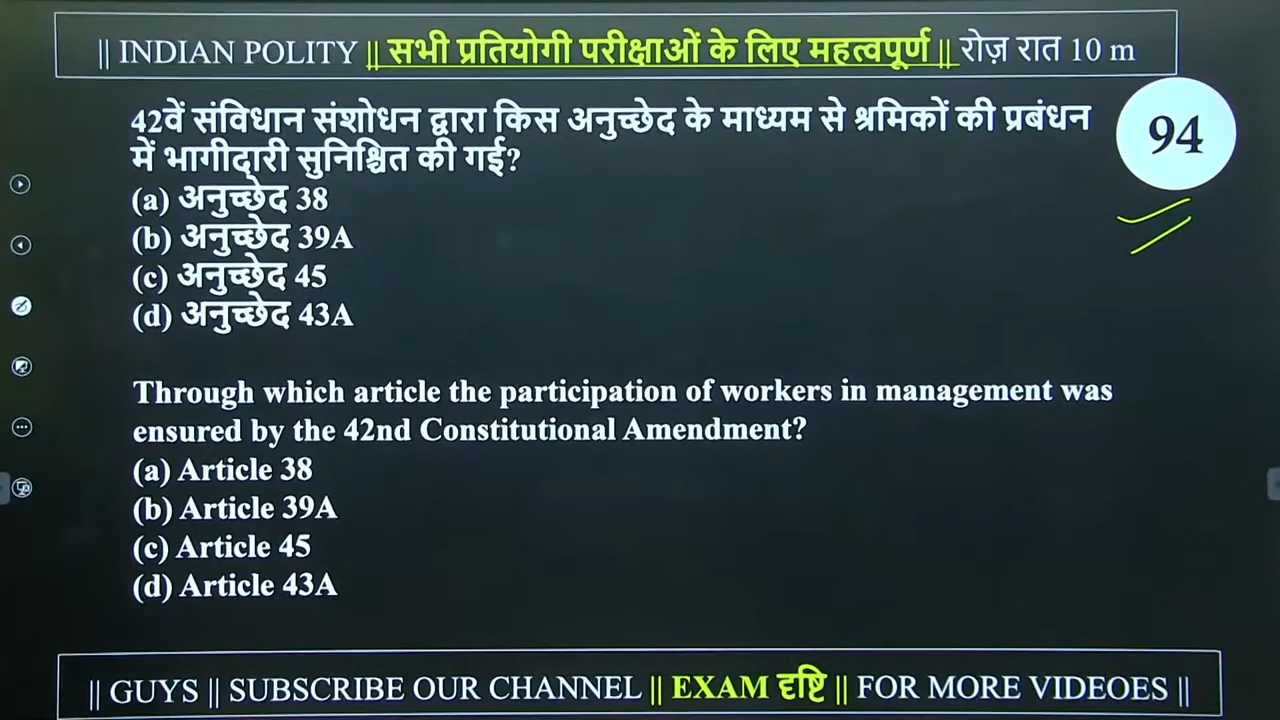 || INDIAN POLITY || सभी प्रतियोगी परीक्षाओं के लिए महत्वपूर्ण || रोज़ रात 10 m
42वें संविधान संशोधन द्वारा किस अनुच्छेद के माध्यम से श्रमिकों की प्रबंधन
में भागीदारी सुनिश्चित की गई?
94
(a) अनुच्छेद 38
(b) अनुच्छेद 39A
(c) अनुच्छेद 45
(d) अनुच्छेद 43A
Through which article the participation of workers in management was
ensured by the 42nd Constitutional Amendment?
(a) Article 38
(b) Article 39A
(c) Article 45
(d) Article 43A
|| GUYS || SUBSCRIBE OUR CHANNEL || EXAM दृष्टि || FOR MORE VIDEOES ||